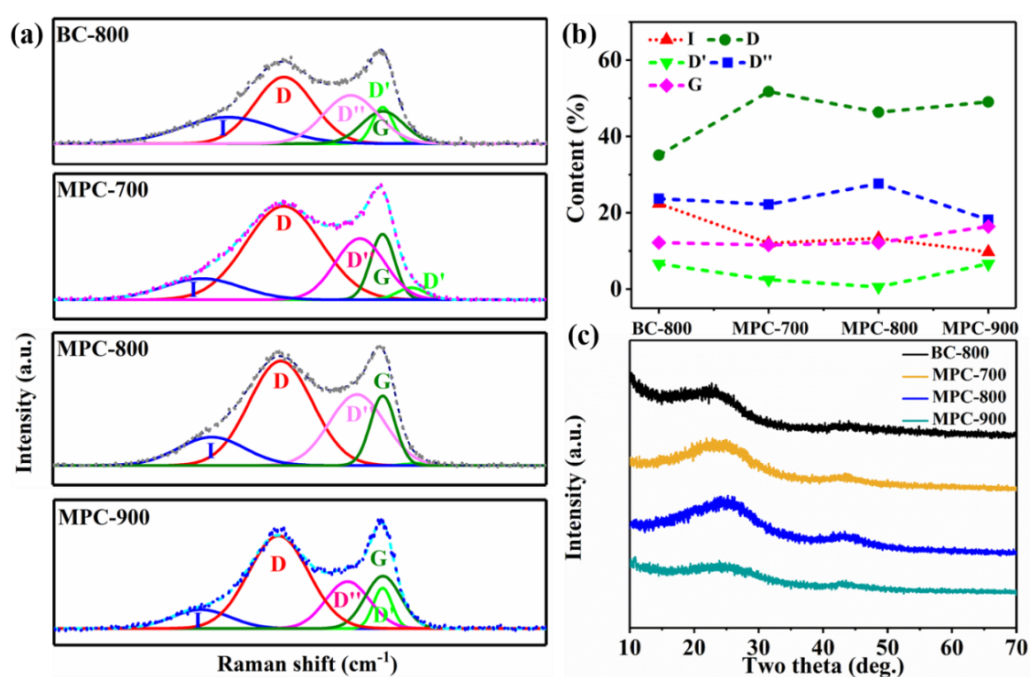 (a)
BC-800
I
D
D"
D'
G
MPC-700
I
D
D"
G
D'
MPC-800
I
D
D"
G
MPC-900
I
D
D"
G
D'
Intensity (a.u.)
Raman shift (cm-1)
(b)
I
D
D'
D"
G
Content (%)
60
40
20
0
BC-800 MPC-700 MPC-800 MPC-900
(c)
BC-800
MPC-700
MPC-800
MPC-900
Intensity (a.u.)
10 20 30 40 50 60 70
Two theta (deg.)